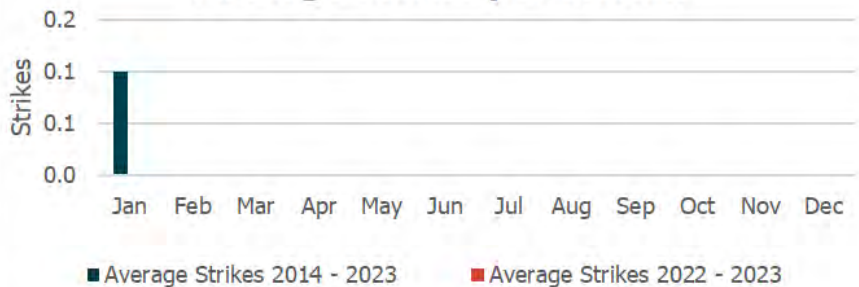 0.2
0.1
0.1
0.0
Strikes
Jan Feb Mar Apr May Jun Jul Aug Sep Oct Nov Dec
Average Strikes 2014 - 2023 Average Strikes 2022 - 2023